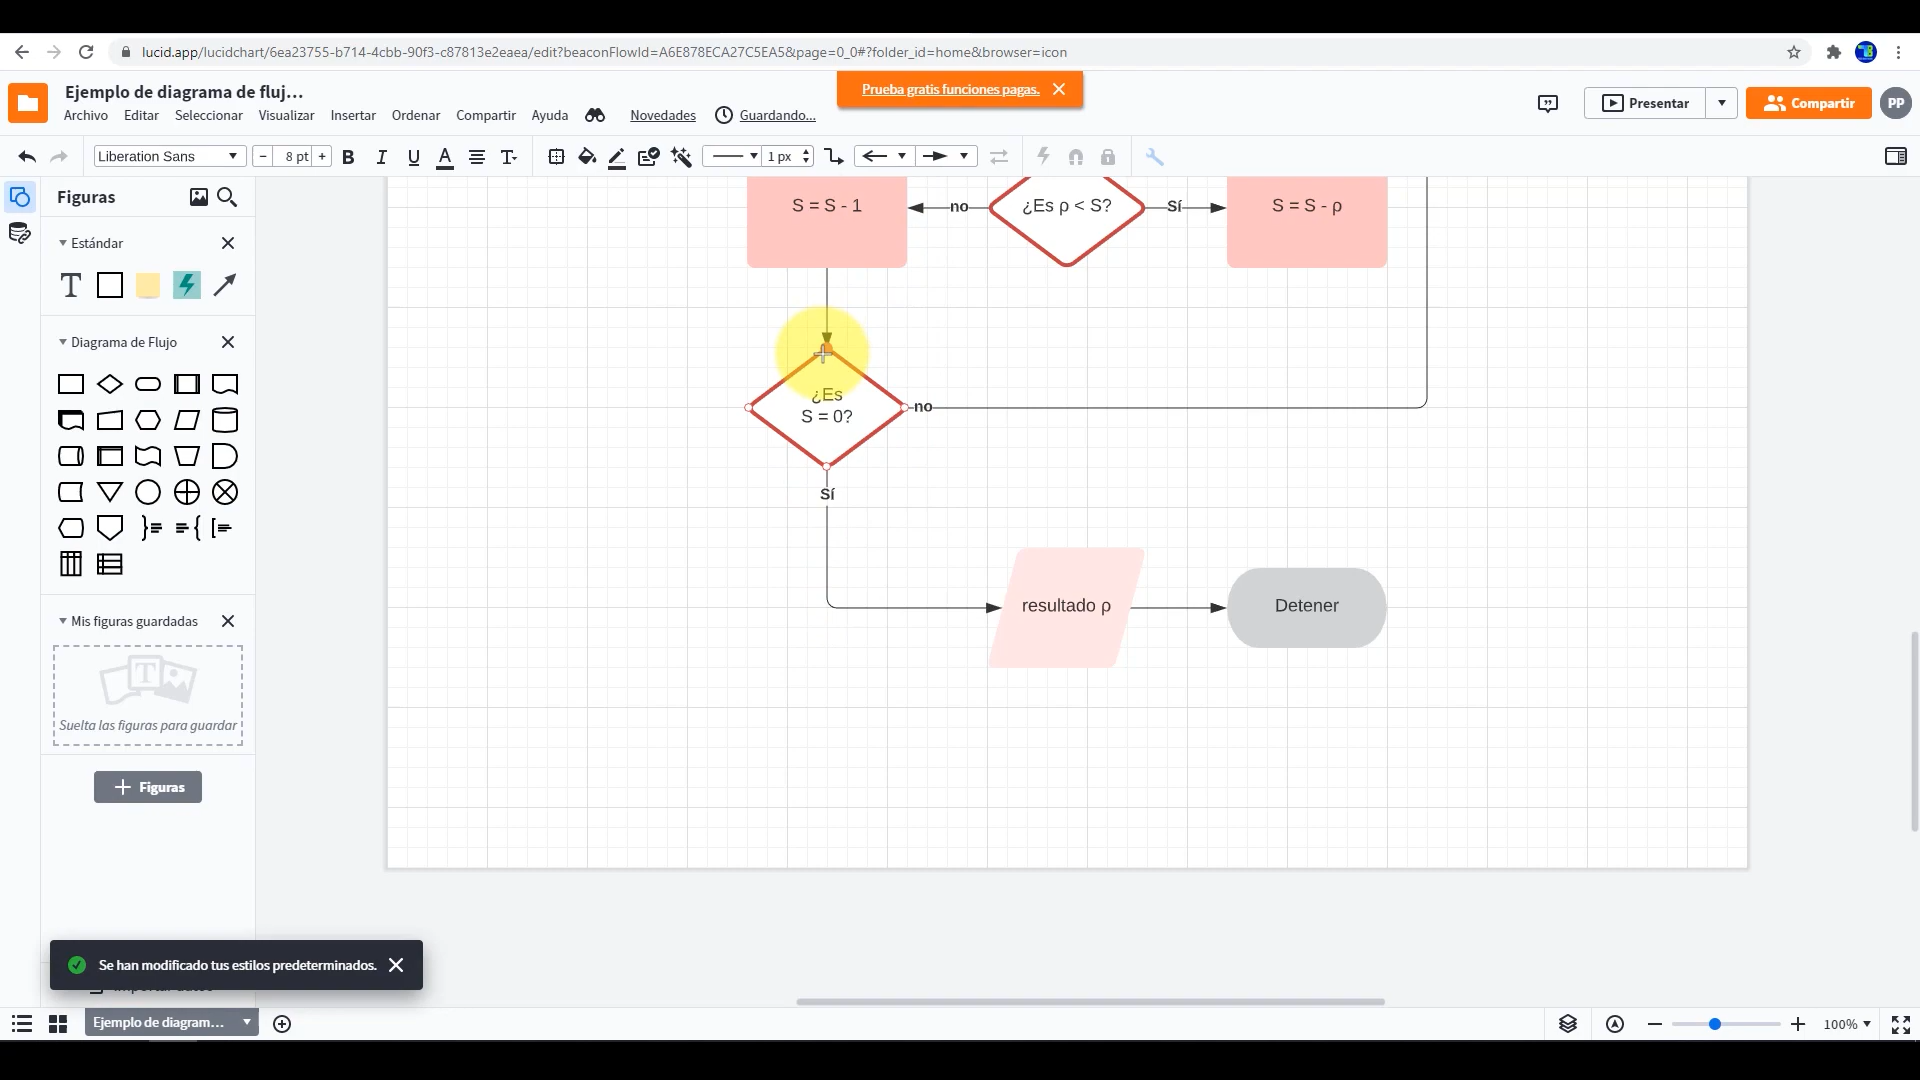 lucid.app/lucidchart/6ea23755-b714-4cbb-90f3-c87813e2eaea/edit?beaconFlowId=A6E878ECA27C5EA5&page=0_0#?folder_id=home&browser=icon
Ejemplo de diagrama de fluj...
Prueba gratis funciones pagas.
Archivo Editar Seleccionar Visualizar Insertar Ordenar Compartir Ayuda Novedades Guardando...
Presentar
Compartir
PP
Liberation Sans
8 pt
1 px
Figuras
Estándar
Diagrama de Flujo
Mis figuras guardadas
Suelta las figuras para guardar
Figuras
S = S - 1
no
¿Es ρ < S?
Sí
S = S - ρ
¿Es
S = 0?
no
Sí
resultado ρ
Detener
Se han modificado tus estilos predeterminados.
Ejemplo de diagram...
100%